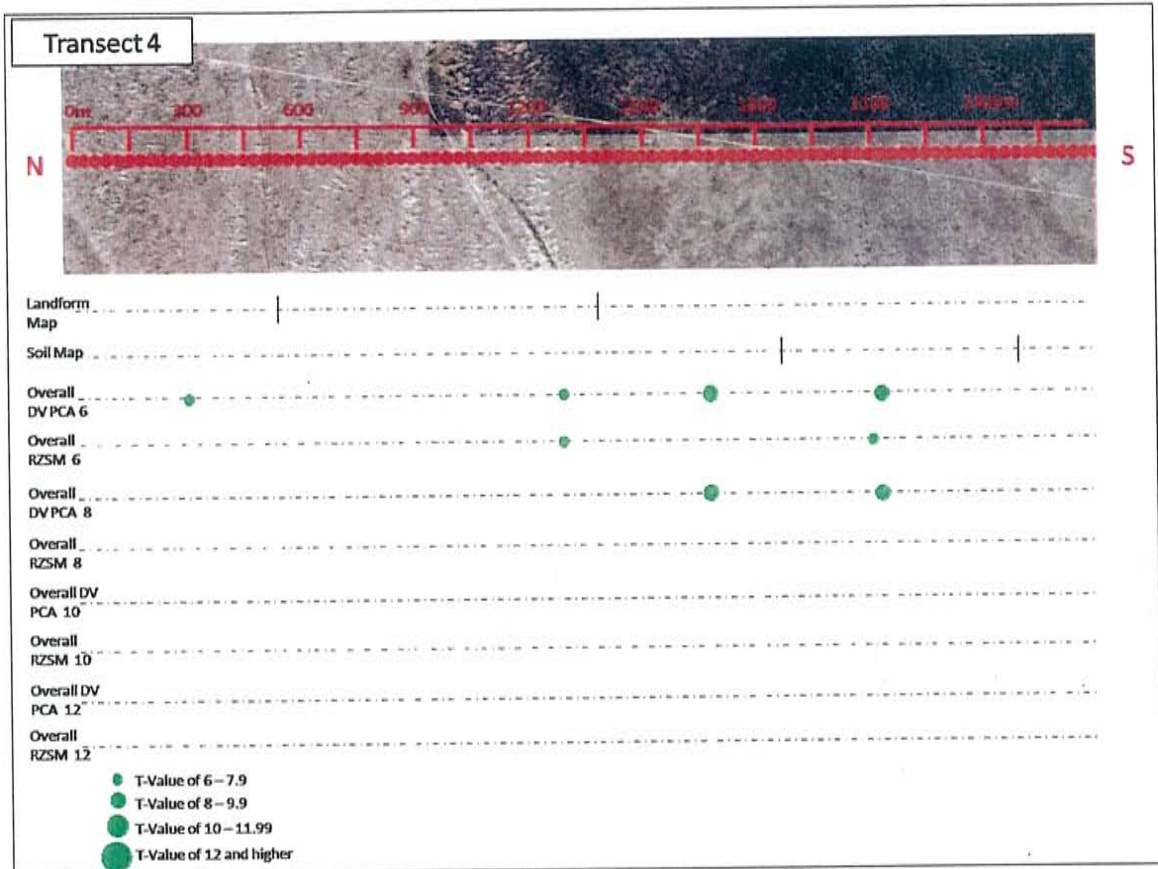 Transect 4
0m 300 600 900 1200 1500 1800
N S
Landform
Map
Soil Map
Overall
DV PCA 6
Overall
RZSM 6
Overall
DV PCA 8
Overall
RZSM 8
Overall DV
PCA 10
Overall
RZSM 10
Overall DV
PCA 12
Overall
RZSM 12
T-Value of 6 – 7.9
T-Value of 8 – 9.9
T-Value of 10 – 11.99
T-Value of 12 and higher